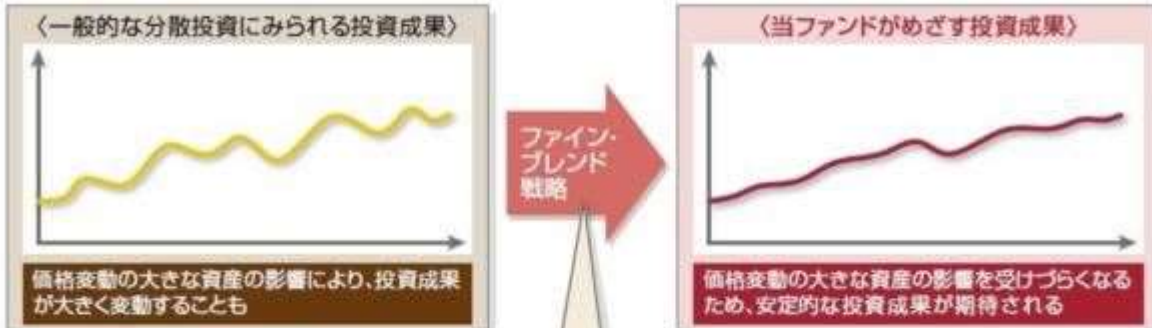 〈一般的な分散投資にみられる投資成果〉
価格変動の大きな資産の影響により、投資成果
が大きく変動することも
ファイン・
ブレンド
戦略
〈当ファンドがめざす投資成果〉
価格変動の大きな資産の影響を受けづらくなる
ため、安定的な投資成果が期待される